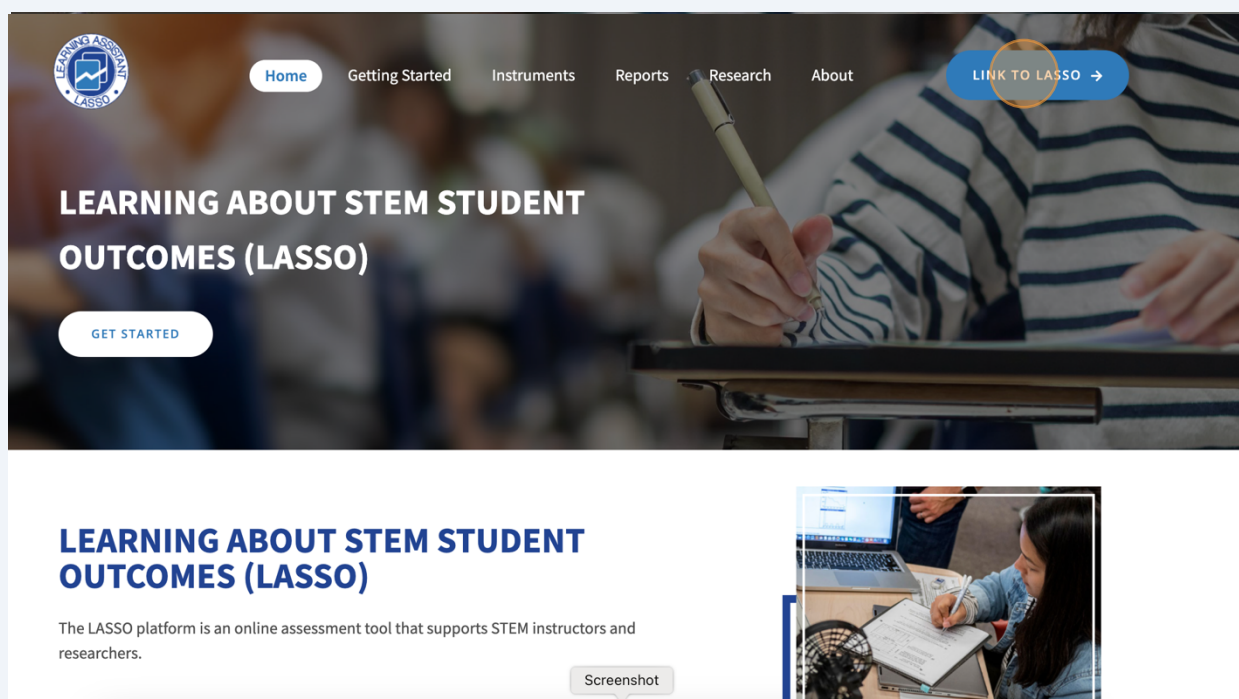 LEARNING ASSISTANT
LASSO
Home
Getting Started
Instruments
Reports
Research
About
LINK TO LASSO →
LEARNING ABOUT STEM STUDENT
OUTCOMES (LASSO)
GET STARTED
LEARNING ABOUT STEM STUDENT
OUTCOMES (LASSO)
The LASSO platform is an online assessment tool that supports STEM instructors and
researchers.
Screenshot